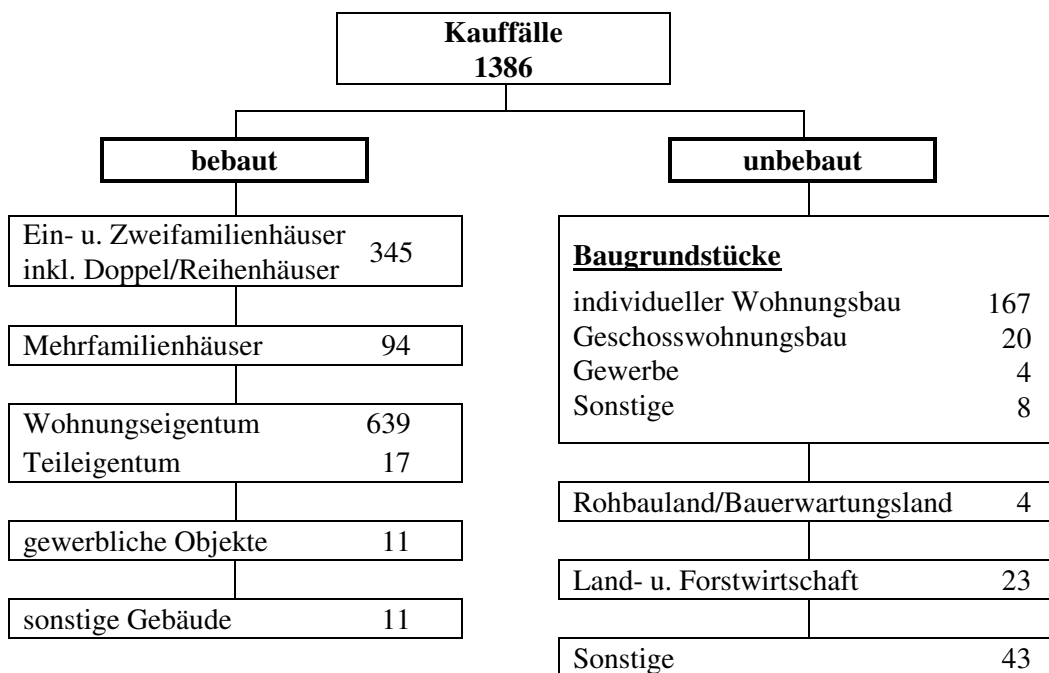 Kauffälle
1386
bebaut
Ein- u. Zweifamilienhäuser
inkl. Doppel/Reihenhäuser 345
Mehrfamilienhäuser 94
Wohnungseigentum 639
Teileigentum 17
gewerbliche Objekte 11
sonstige Gebäude 11
unbebaut
Baugrundstücke
individueller Wohnungsbau 167
Geschosswohnungsbau 20
Gewerbe 4
Sonstige 8
Rohbauland/Bauerwartungsland 4
Land- u. Forstwirtschaft 23
Sonstige 43